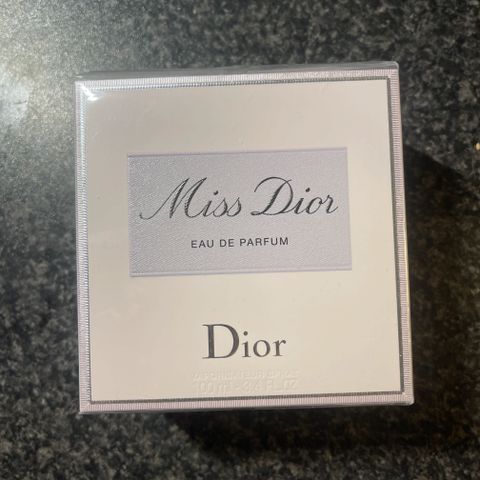 Miss Dior
EAU DE PARFUM
Dior
VAPORISATEUR SPRAY
100 ml - 3.4 FL.OZ